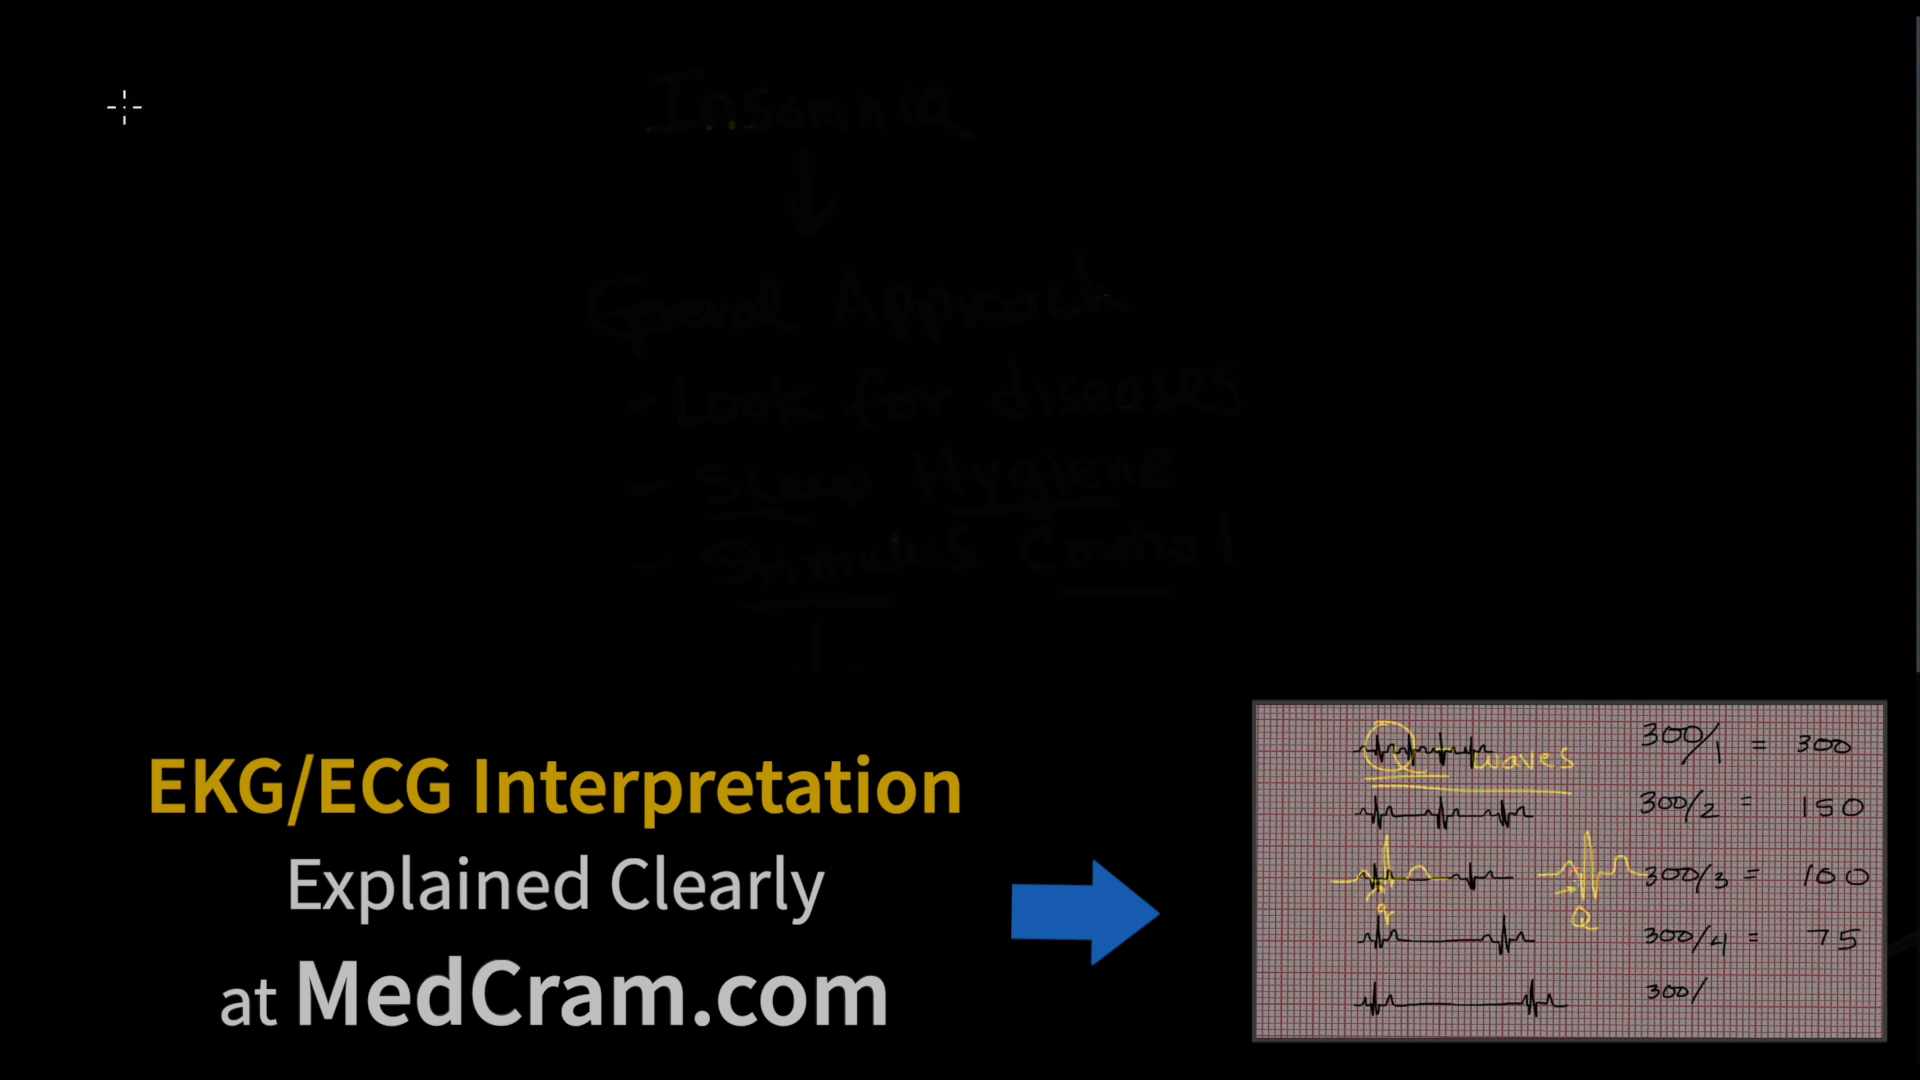 Insomnia
General Approach
- Look for diseases
- Sleep Hygiene
- Stimulus Control
EKG/ECG Interpretation
Explained Clearly
at MedCram.com
Q waves
300/1 = 300
300/2 = 150
300/3 = 100
q
Q
300/4 = 75
300/